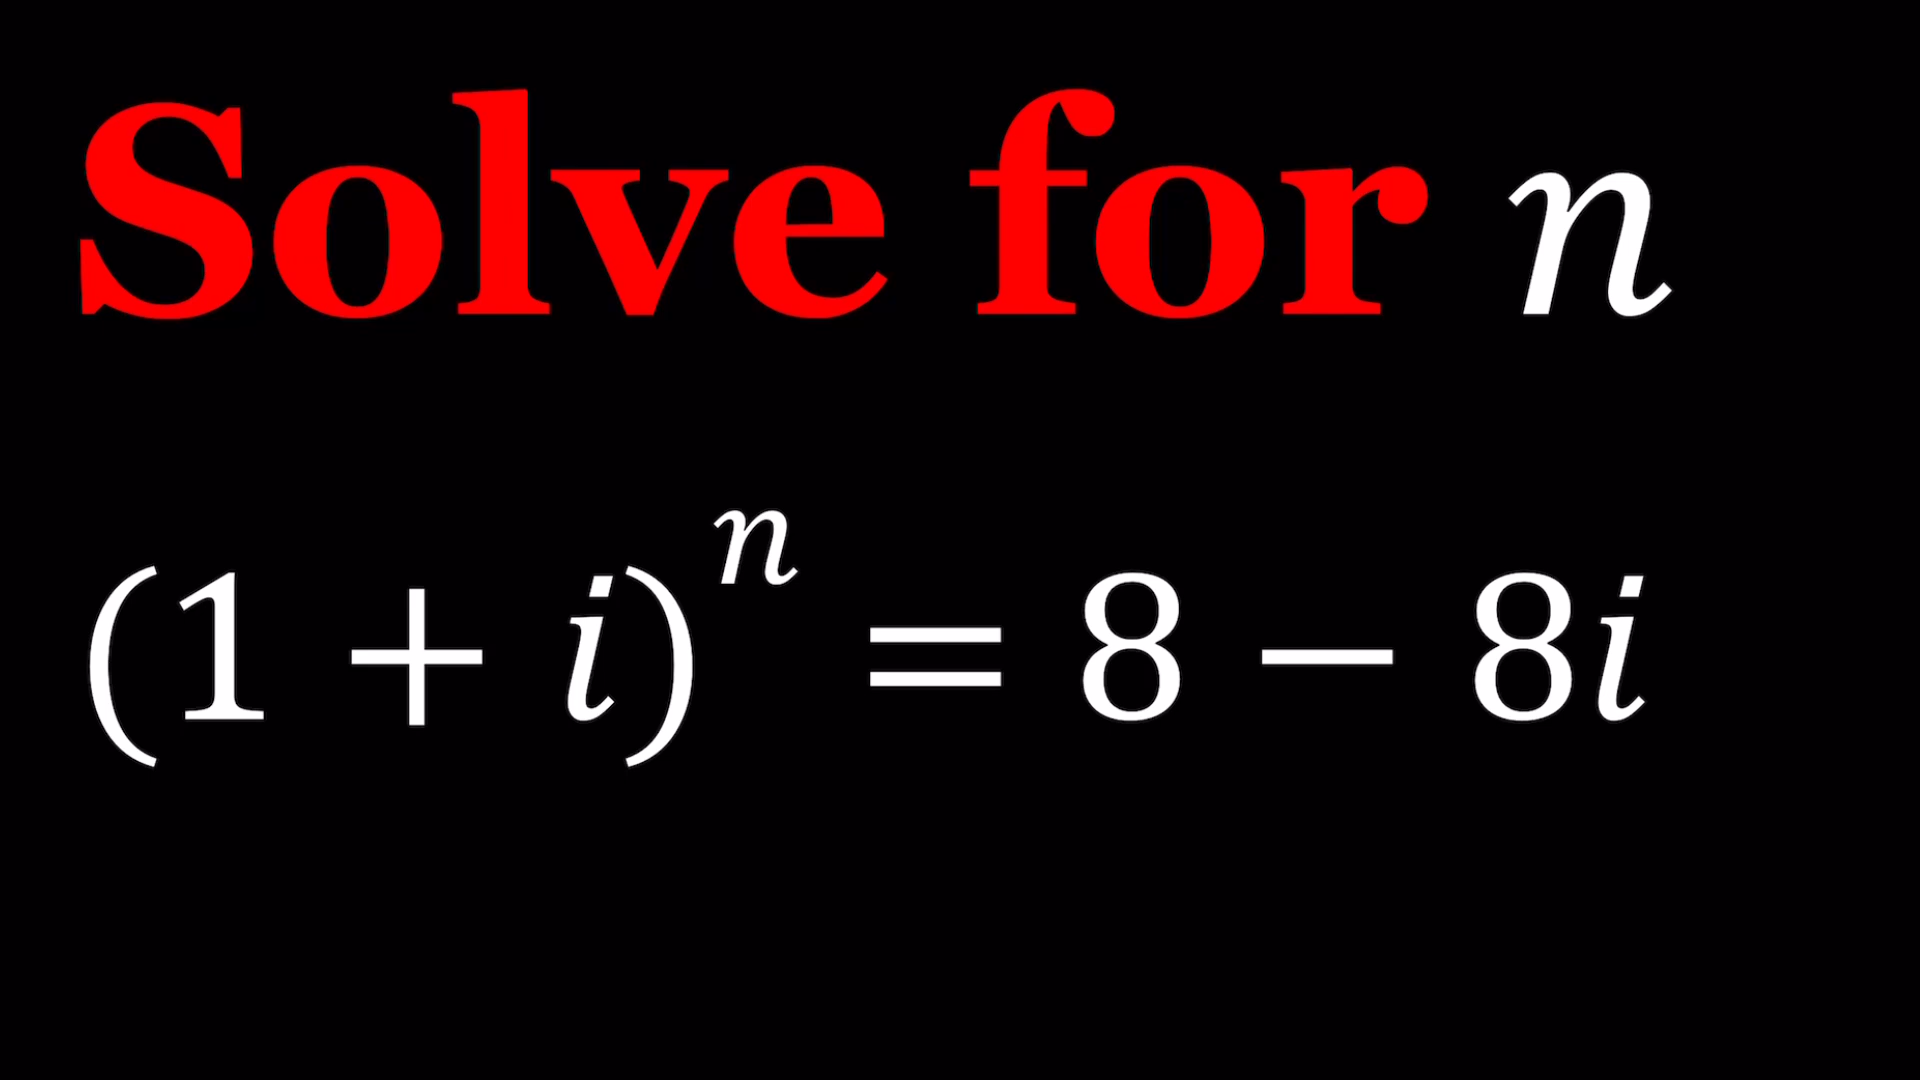 Solve for n
(1 + i)ⁿ = 8 − 8i